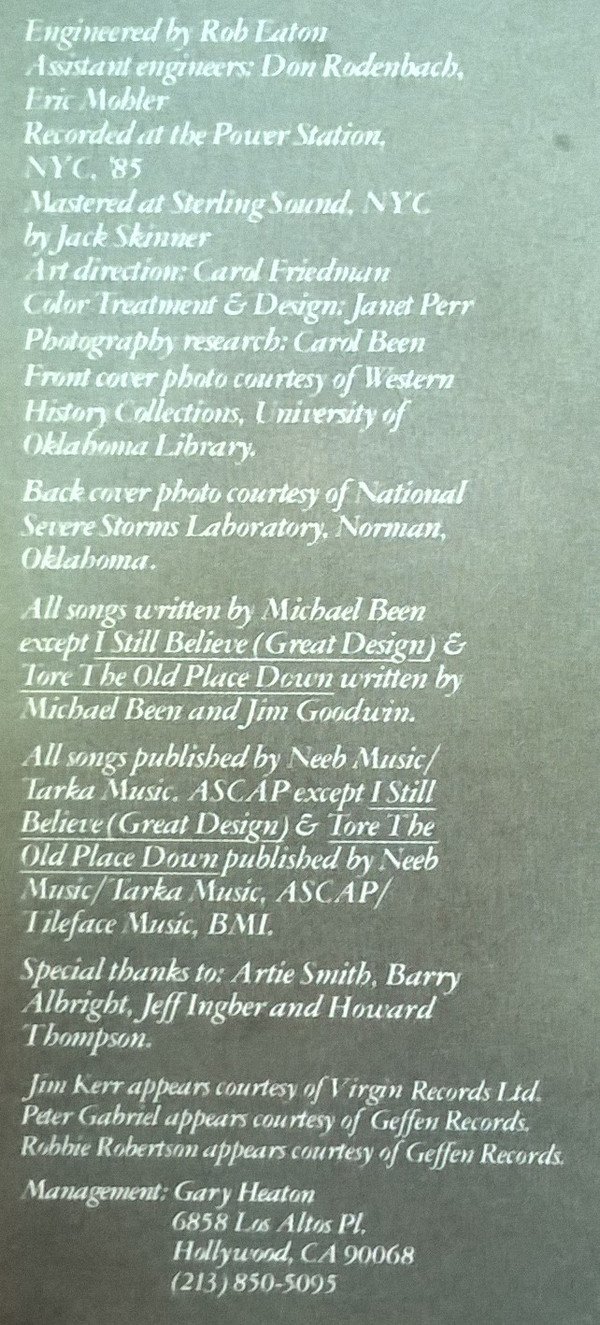 Engineered by Rob Eaton
Assistant engineers: Don Rodenbach,
Eric Mohler
Recorded at the Power Station,
NYC, '85
Mastered at Sterling Sound, NYC
by Jack Skinner
Art direction: Carol Friedman
Color Treatment & Design: Janet Perr
Photography research: Carol Been
Front cover photo courtesy of Western
History Collections, University of
Oklahoma Library.
Back cover photo courtesy of National
Severe Storms Laboratory, Norman,
Oklahoma.
All songs written by Michael Been
except I Still Believe (Great Design) &
Tore The Old Place Down written by
Michael Been and Jim Goodwin.
All songs published by Neeb Music/
Tarka Music, ASCAP except I Still
Believe (Great Design) & Tore The
Old Place Down published by Neeb
Music/Tarka Music, ASCAP/
Tileface Music, BMI.
Special thanks to: Artie Smith, Barry
Albright, Jeff Ingber and Howard
Thompson.
Jim Kerr appears courtesy of Virgin Records Ltd.
Peter Gabriel appears courtesy of Geffen Records.
Robbie Robertson appears courtesy of Geffen Records.
Management: Gary Heaton
6858 Los Altos Pl.
Hollywood, CA 90068
(213) 850-5095